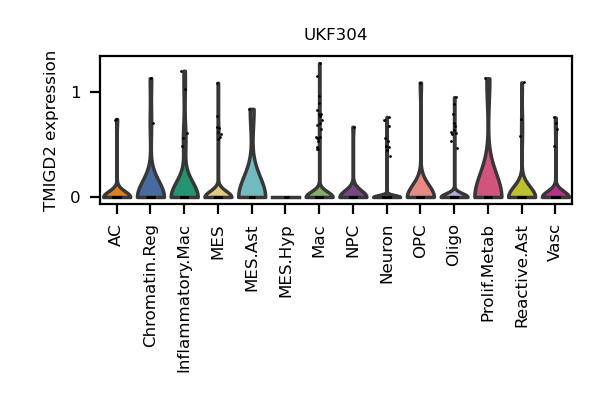 UKF304
TMIGD2 expression
1
0
AC
Chromatin.Reg
Inflammatory.Mac
MES
MES.Ast
MES.Hyp
Mac
NPC
Neuron
OPC
Oligo
Prolif.Metab
Reactive.Ast
Vasc